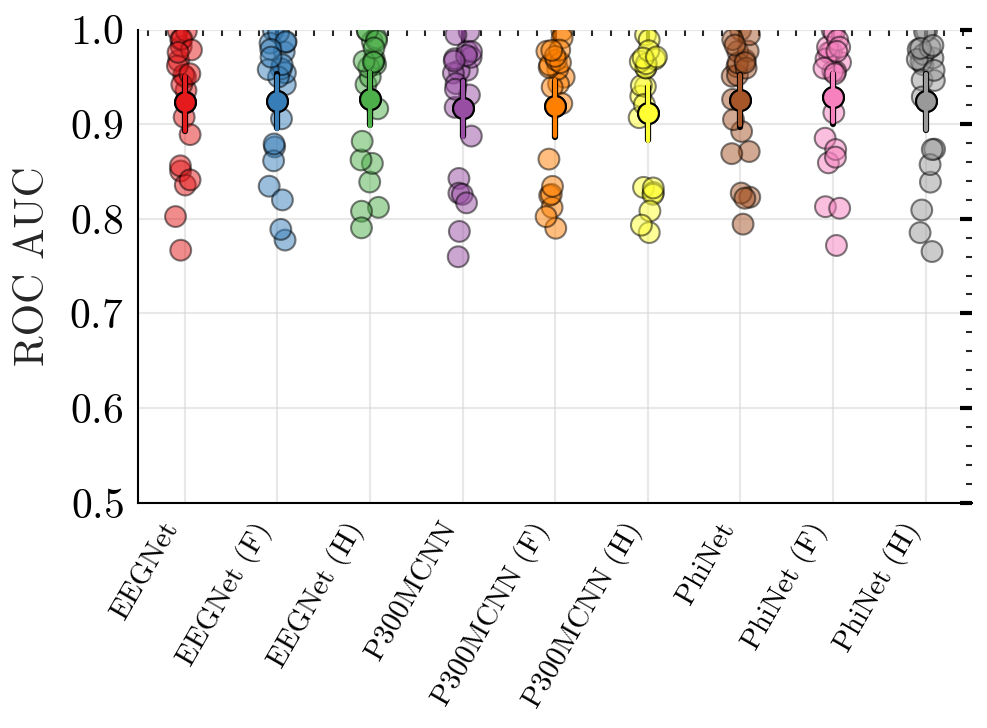 ROC AUC
1.0
0.9
0.8
0.7
0.6
0.5
EEGNet
EEGNet (F)
EEGNet (H)
P300MCNN
P300MCNN (F)
P300MCNN (H)
PhiNet
PhiNet (F)
PhiNet (H)